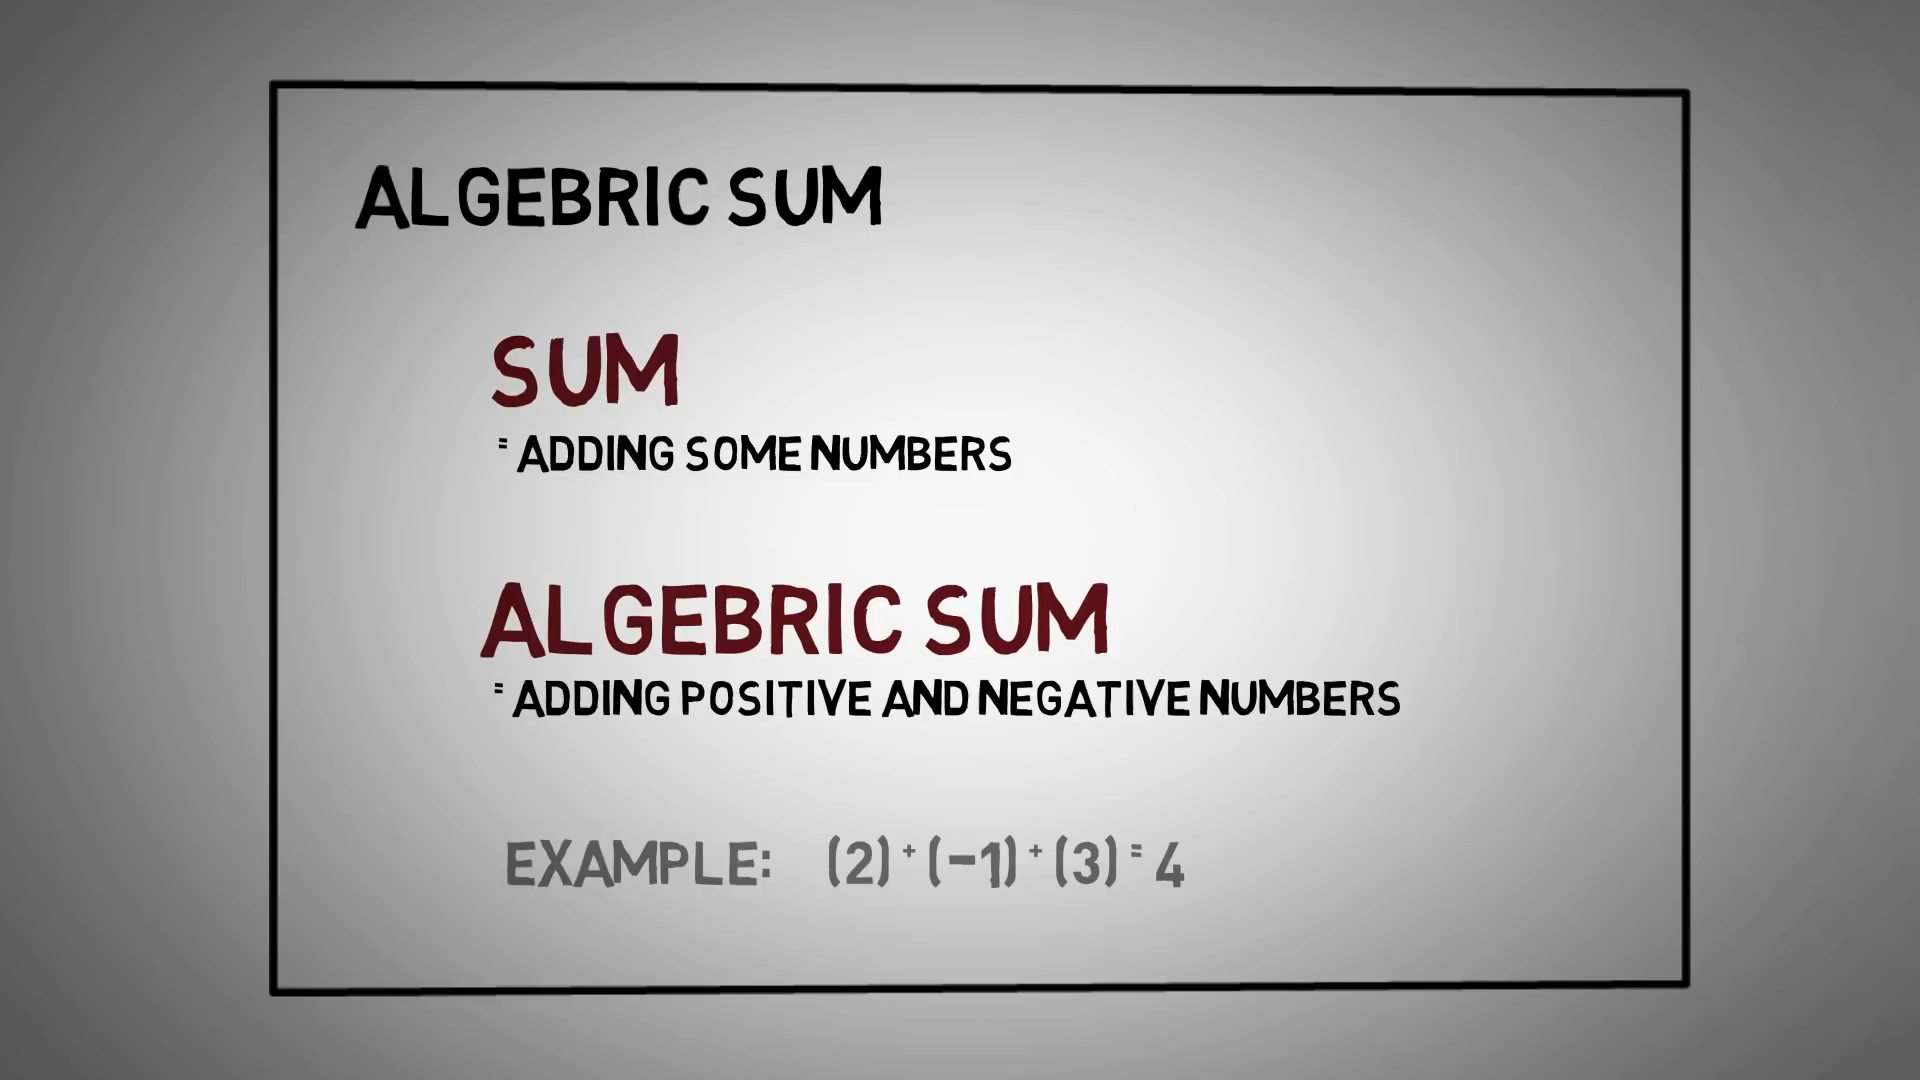 ALGEBRIC SUM
SUM
= ADDING SOME NUMBERS
ALGEBRIC SUM
= ADDING POSITIVE AND NEGATIVE NUMBERS
EXAMPLE: (2) + (-1) + (3) = 4